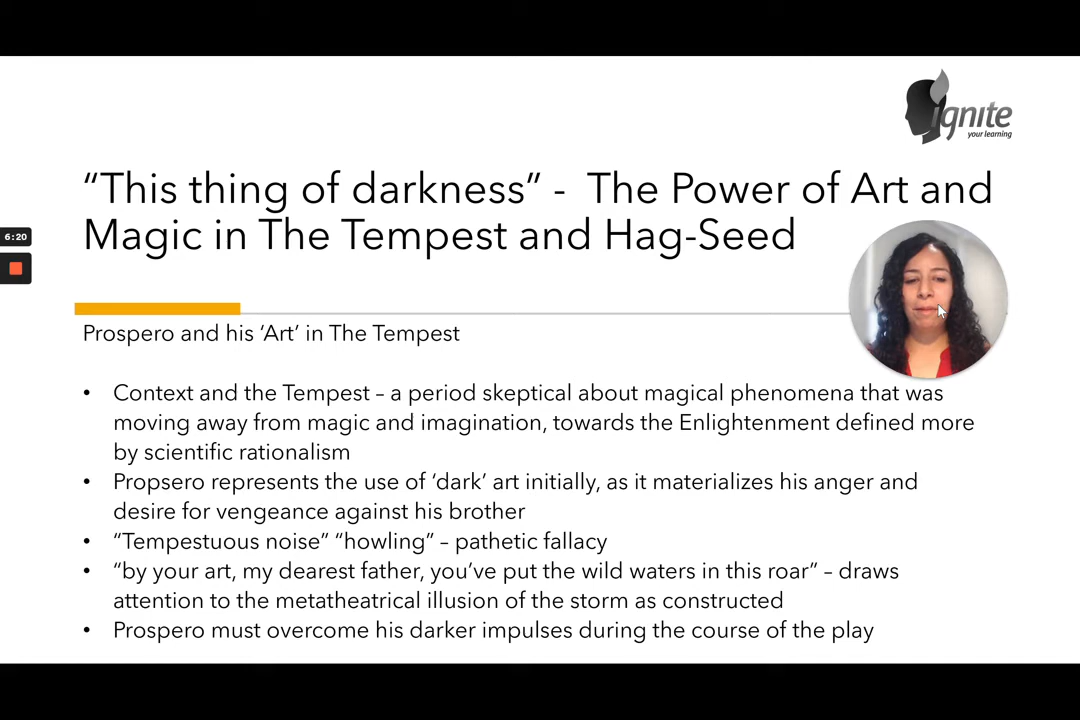 ignite
your learning
“This thing of darkness” - The Power of Art and
Magic in The Tempest and Hag-Seed
6:20
Prospero and his ‘Art’ in The Tempest
• Context and the Tempest – a period skeptical about magical phenomena that was
moving away from magic and imagination, towards the Enlightenment defined more
by scientific rationalism
• Propsero represents the use of ‘dark’ art initially, as it materializes his anger and
desire for vengeance against his brother
• “Tempestuous noise” “howling” – pathetic fallacy
• “by your art, my dearest father, you’ve put the wild waters in this roar” – draws
attention to the metatheatrical illusion of the storm as constructed
• Prospero must overcome his darker impulses during the course of the play